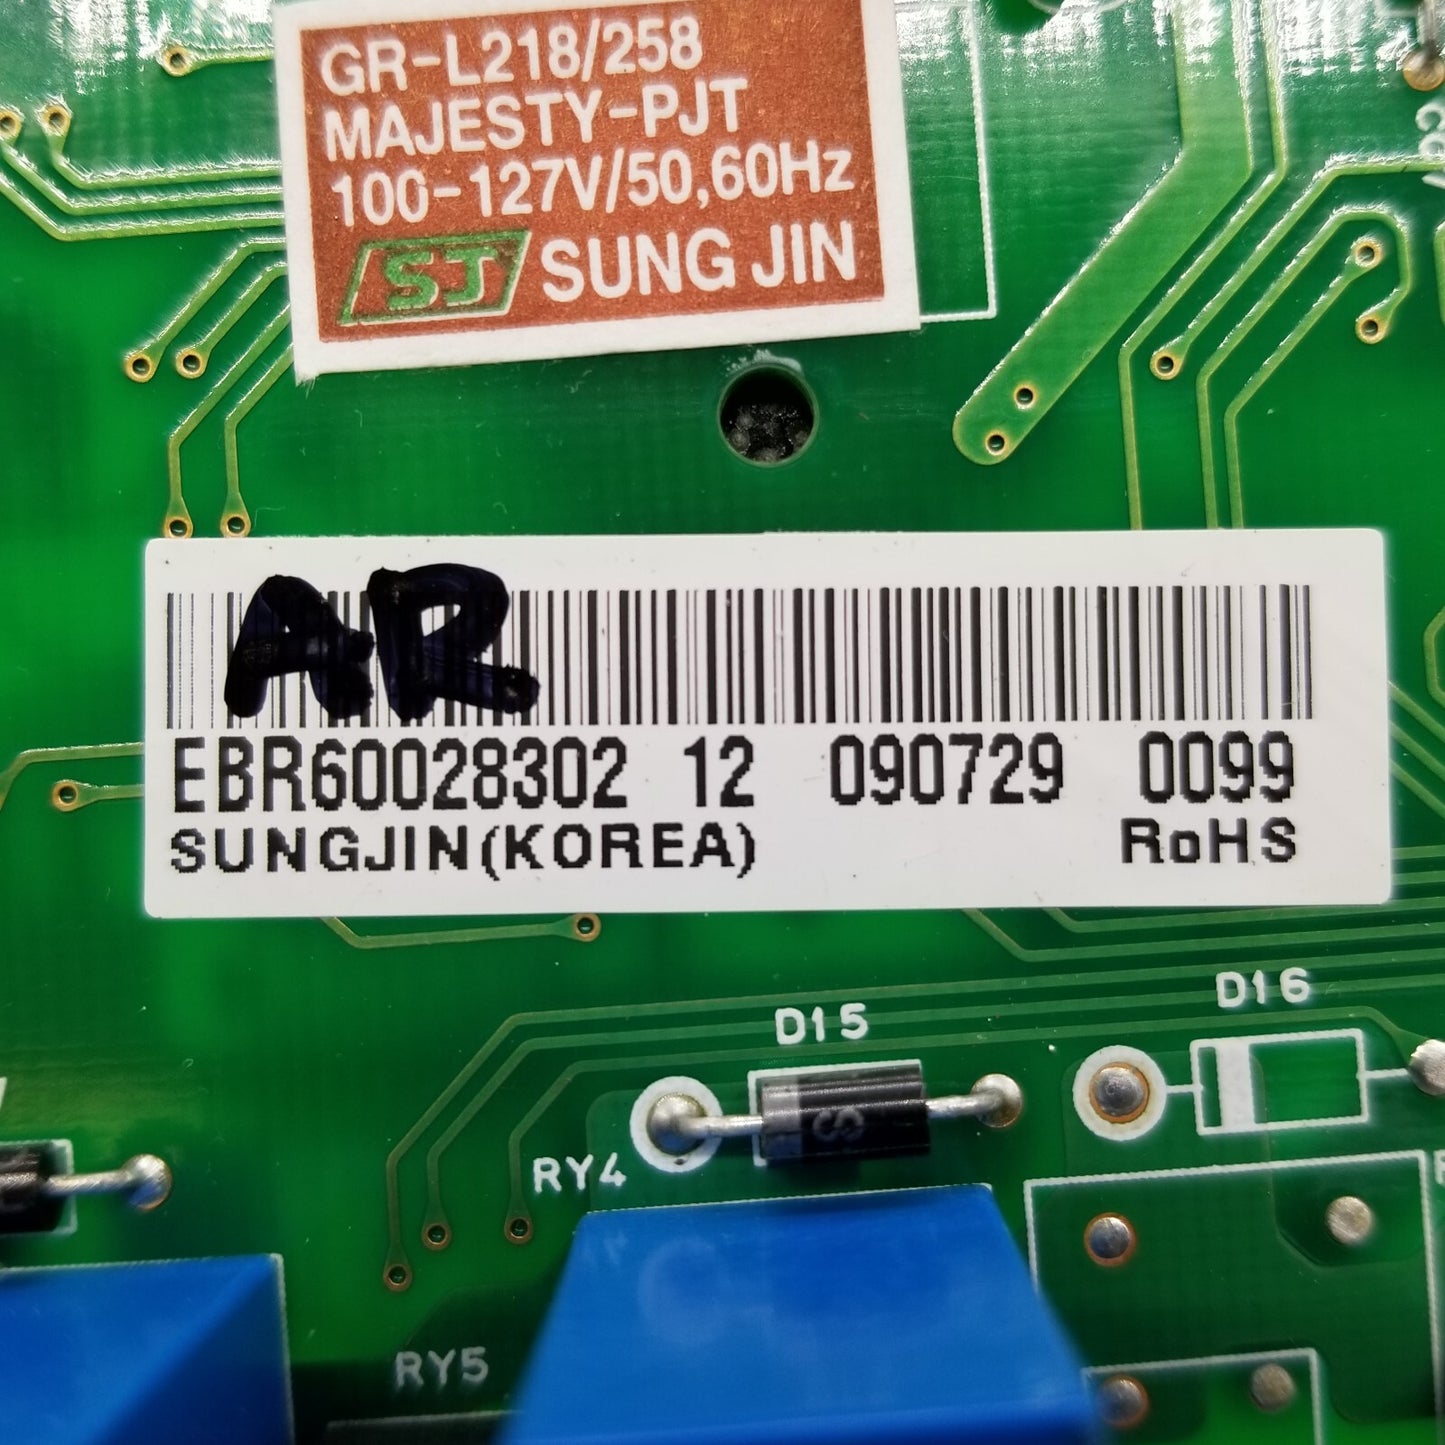 GR-L218/258
MAJESTY-PJT
100-127V/50,60Hz
SJ SUNG JIN
AR
EBR60028302 12 090729 0099
SUNGJIN(KOREA) RoHS
D15
D16
RY4
RY5